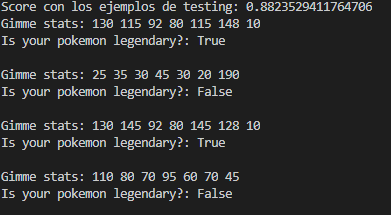 Score con los ejemplos de testing: 0.8823529411764706
Gimme stats: 130 115 92 80 115 148 10
Is your pokemon legendary?: True
Gimme stats: 25 35 30 45 30 20 190
Is your pokemon legendary?: False
Gimme stats: 130 145 92 80 145 128 10
Is your pokemon legendary?: True
Gimme stats: 110 80 70 95 60 70 45
Is your pokemon legendary?: False